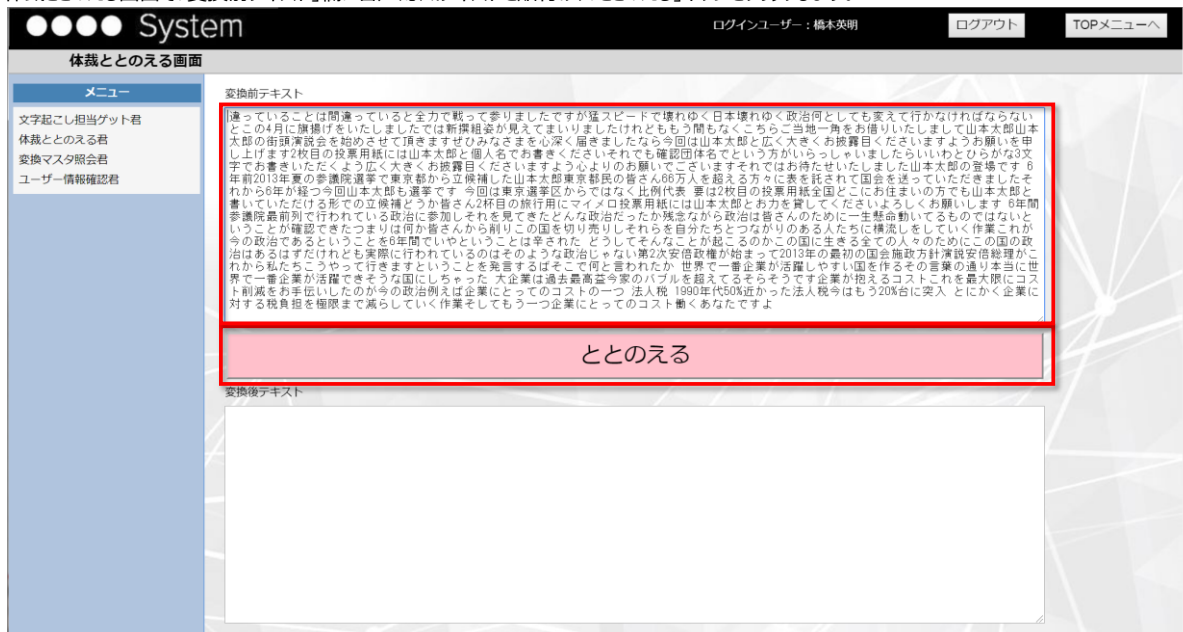 ●●●● System
ログインユーザー：橋本英明
ログアウト
TOPメニューへ
体裁ととのえる画面
メニュー
文字起こし担当ゲット君
体裁ととのえる君
変換マスタ照会君
ユーザー情報確認君
変換前テキスト
違っていることは間違っていると全力で戦って参りましたですが猛スピードで壊れゆく日本壊れゆく政治何としても変えて行かなければならない
とこの4月に旗揚げをいたしましたでは新撰組姿が見えてまいりましたけれどももう間もなくこちらご当地一角をお借りいたしまして山本太郎山本
太郎の街頭演説会を始めさせて頂きますぜひみなさまを心深く届きましたなら今回は山本太郎と広く大きくお披露目くださいますようお願いを申
し上げます2枚目の投票用紙には山本太郎と個人名でお書きくださいそれでも確認団体名でという方がいらっしゃいましたらいいわとひらがな3文
字でお書きいただくよう広く大きくお披露目くださいますよう心よりのお願いでございますそれではお待たせいたしました山本太郎の登場です 6
年前2013年夏の参議院選挙で東京都から立候補した山本太郎東京都民の皆さん66万人を超える方々に表を託されて国会を送っていただきましたそ
れから6年が経つ今回山本太郎も選挙です 今回は東京選挙区からではなく比例代表 要は2枚目の投票用紙全国どこにお住まいの方でも山本太郎と
書いていただける形での立候補どうか皆さん2杯目の旅行用にマイメロ投票用紙には山本太郎とお力を貸してくださいよろしくお願いします 6年間
参議院最前列で行われている政治に参加しそれを見てきたどんな政治だったか残念ながら政治は皆さんのために一生懸命動いてるものではないと
いうことが確認できたつまりは何か皆さんから削りこの国を切り売りしそれらを自分たちとつながりのある人たちに横流しをしていく作業これが
今の政治であるということを6年間でいやということは辛された どうしてそんなことが起こるのかこの国に生きる全ての人々のためにこの国の政
治はあるはずだけれども実際に行われているのはそのような政治じゃない第2次安倍政権が始まって2013年の最初の国会施政方針演説安倍総理がこ
れから私たちこうやって行きますということを発言するばそこで何と言われたか 世界で一番企業が活躍しやすい国を作るその言葉の通り本当に世
界で一番企業が活躍できそうな国にしちゃった 大企業は過去最高益今家のバブルを超えてるそらそうです企業が抱えるコストこれを最大限にコス
ト削減をお手伝いしたのが今の政治例えば企業にとってのコストの一つ 法人税 1990年代50%近かった法人税今はもう20%台に突入 とにかく企業に
対する税負担を極限まで減らしていく作業そしてもう一つ企業にとってのコスト働くあなたですよ
ととのえる
変換後テキスト